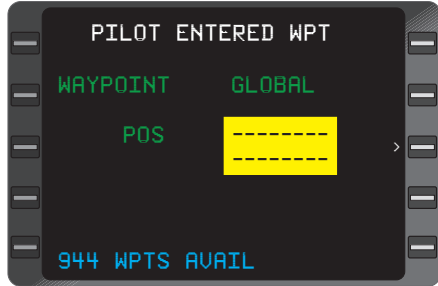 PILOT ENTERED WPT
WAYPOINT GLOBAL
POS --------
--------
>
944 WPTS AVAIL